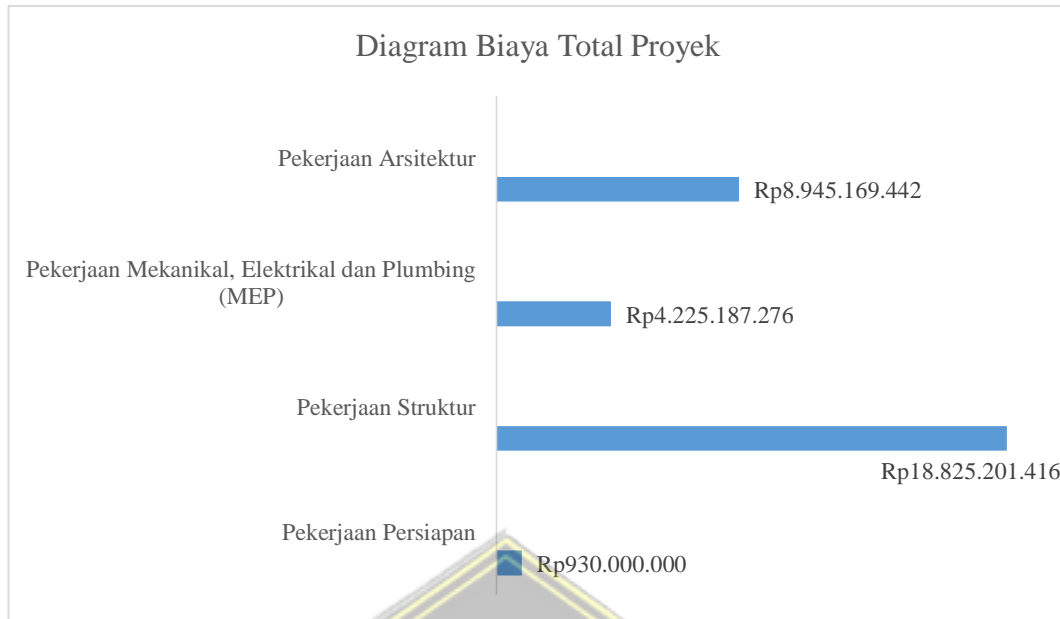 Diagram Biaya Total Proyek
Pekerjaan Arsitektur
Rp8.945.169.442
Pekerjaan Mekanikal, Elektrikal dan Plumbing
(MEP)
Rp4.225.187.276
Pekerjaan Struktur
Rp18.825.201.416
Pekerjaan Persiapan
Rp930.000.000